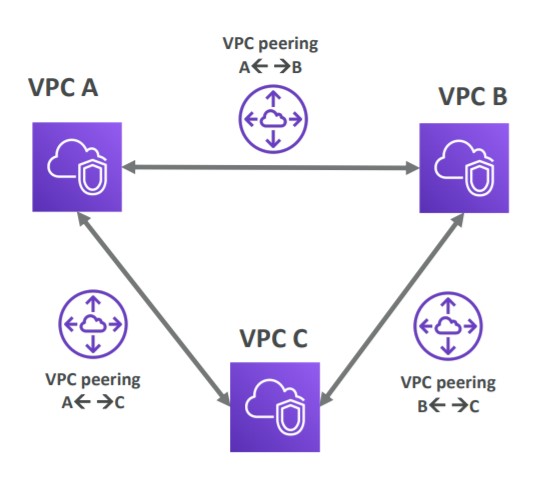 VPC peering
A← →B
VPC A
VPC B
VPC C
VPC peering
A← →C
VPC peering
B← →C